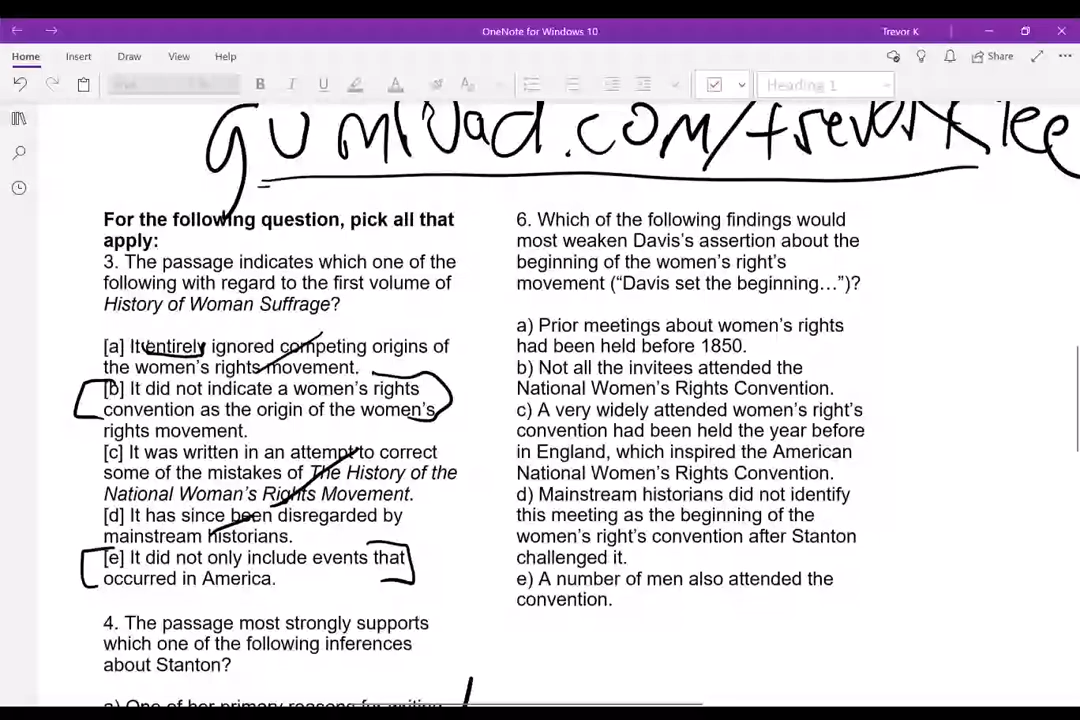 OneNote for Windows 10
Trevor K
Home Insert Draw View Help
Share
B I U A
Heading 1
gumroad.com/trevorklee
For the following question, pick all that
apply:
3. The passage indicates which one of the
following with regard to the first volume of
History of Woman Suffrage?
[a] It entirely ignored competing origins of
the women's rights movement.
[b] It did not indicate a women's rights
convention as the origin of the women's
rights movement.
[c] It was written in an attempt to correct
some of the mistakes of The History of the
National Woman's Rights Movement.
[d] It has since been disregarded by
mainstream historians.
[e] It did not only include events that
occurred in America.
4. The passage most strongly supports
which one of the following inferences
about Stanton?
a) One of her primary reasons for writing
6. Which of the following findings would
most weaken Davis's assertion about the
beginning of the women's right's
movement ("Davis set the beginning...")?
a) Prior meetings about women's rights
had been held before 1850.
b) Not all the invitees attended the
National Women's Rights Convention.
c) A very widely attended women's right's
convention had been held the year before
in England, which inspired the American
National Women's Rights Convention.
d) Mainstream historians did not identify
this meeting as the beginning of the
women's right's convention after Stanton
challenged it.
e) A number of men also attended the
convention.